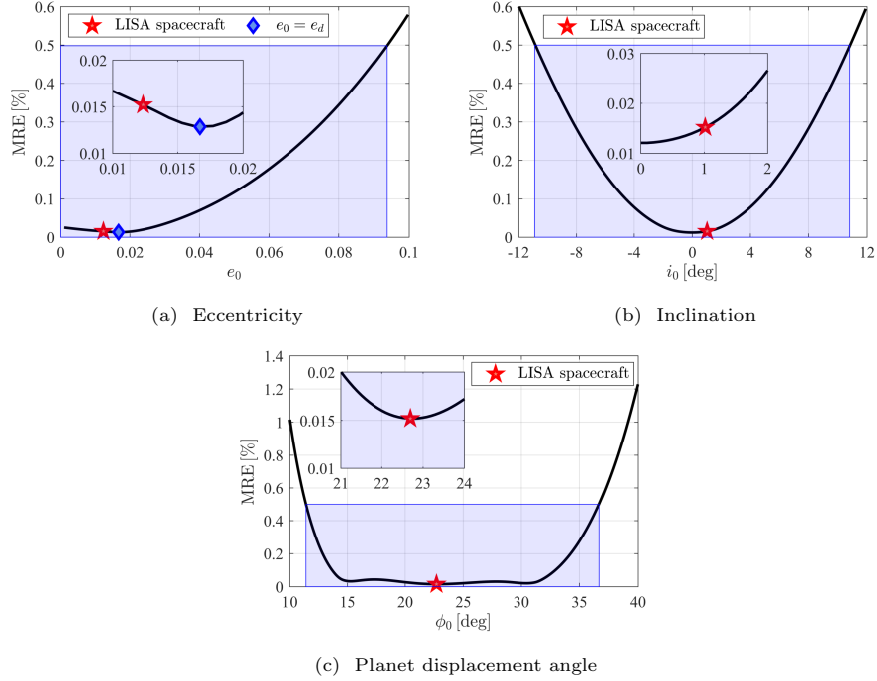 LISA spacecraft e₀ = e_d
MRE [%]
0.6
0.5
0.4
0.3
0.2
0.1
0
0.02
0.015
0.01
0.01 0.015 0.02
0 0.02 0.04 0.06 0.08 0.1
e₀
(a) Eccentricity
LISA spacecraft
MRE [%]
0.6
0.5
0.4
0.3
0.2
0.1
0
0.03
0.02
0.01
0 1 2
-12 -8 -4 0 4 8 12
i₀ [deg]
(b) Inclination
LISA spacecraft
MRE [%]
1.4
1.2
1
0.8
0.6
0.4
0.2
0
0.02
0.015
0.01
21 22 23 24
10 15 20 25 30 35 40
ϕ₀ [deg]
(c) Planet displacement angle